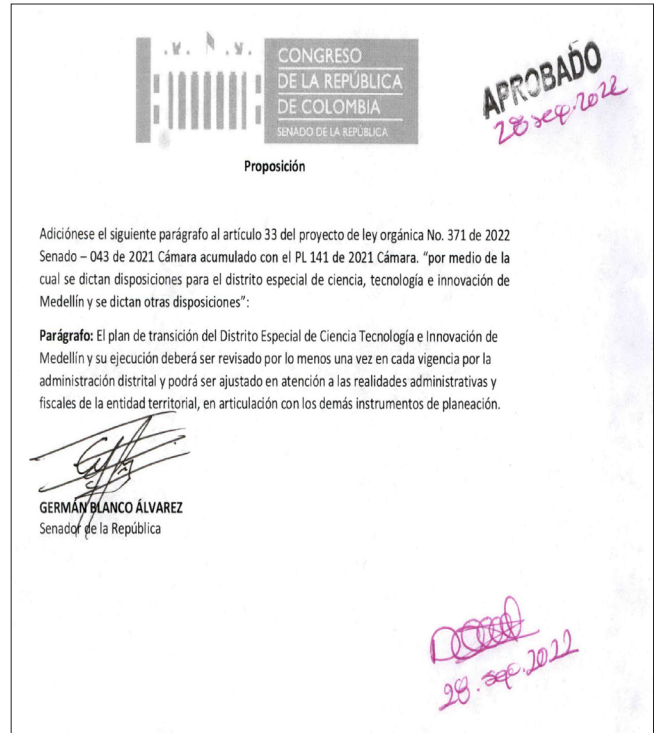 CONGRESO
DE LA REPÚBLICA
DE COLOMBIA
SENADO DE LA REPÚBLICA
APROBADO
28 sep. 2022
Proposición
Adiciónese el siguiente parágrafo al artículo 33 del proyecto de ley orgánica No. 371 de 2022
Senado – 043 de 2021 Cámara acumulado con el PL 141 de 2021 Cámara. “por medio de la
cual se dictan disposiciones para el distrito especial de ciencia, tecnología e innovación de
Medellín y se dictan otras disposiciones”:
Parágrafo: El plan de transición del Distrito Especial de Ciencia Tecnología e Innovación de
Medellín y su ejecución deberá ser revisado por lo menos una vez en cada vigencia por la
administración distrital y podrá ser ajustado en atención a las realidades administrativas y
fiscales de la entidad territorial, en articulación con los demás instrumentos de planeación.
GERMÁN BLANCO ÁLVAREZ
Senador de la República
28. sep. 2022